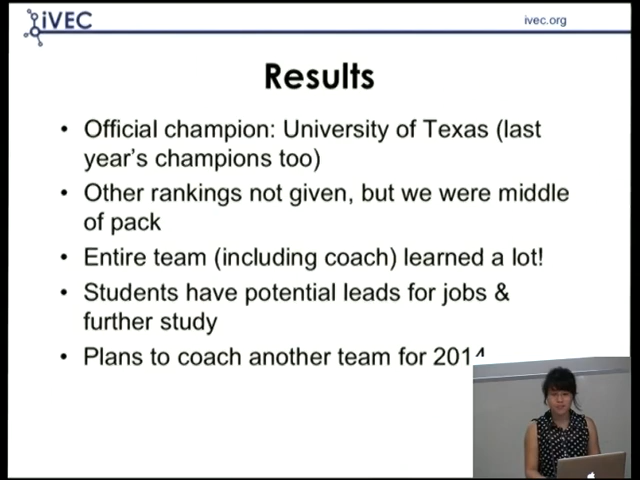 iVEC
ivec.org
Results
• Official champion: University of Texas (last
year's champions too)
• Other rankings not given, but we were middle
of pack
• Entire team (including coach) learned a lot!
• Students have potential leads for jobs &
further study
• Plans to coach another team for 2014